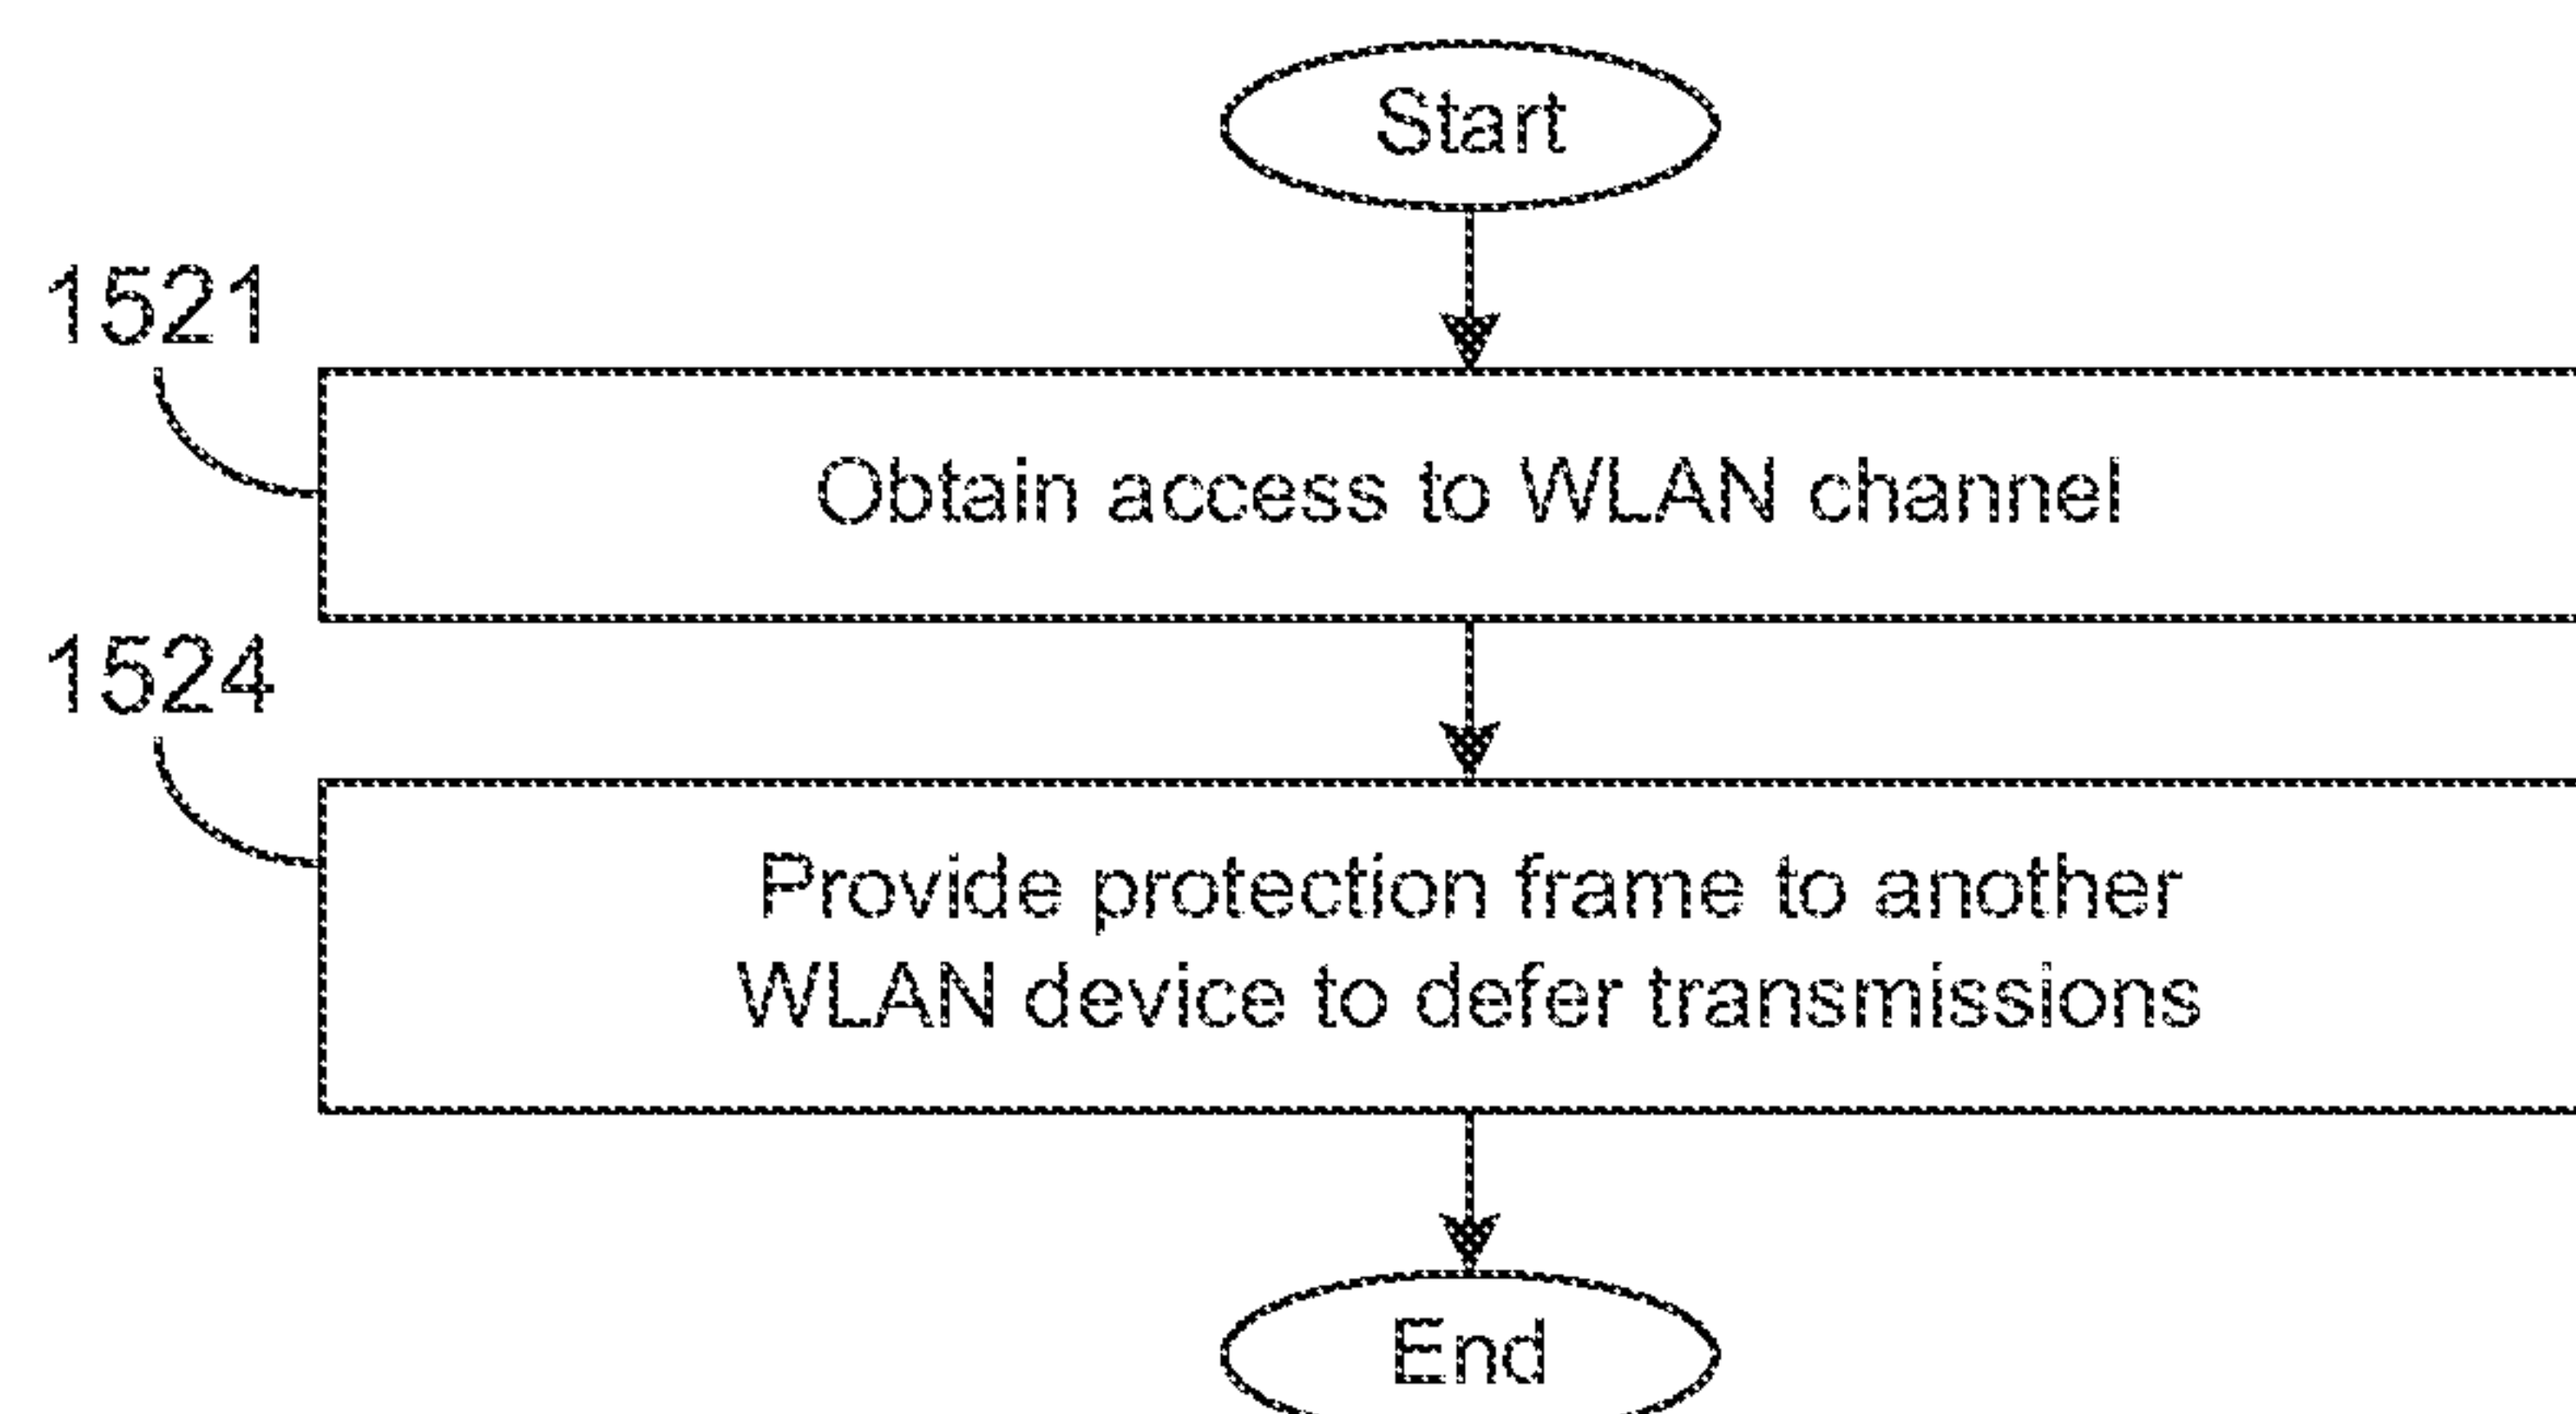 Start
1521
Obtain access to WLAN channel
1524
Provide protection frame to another
WLAN device to defer transmissions
End